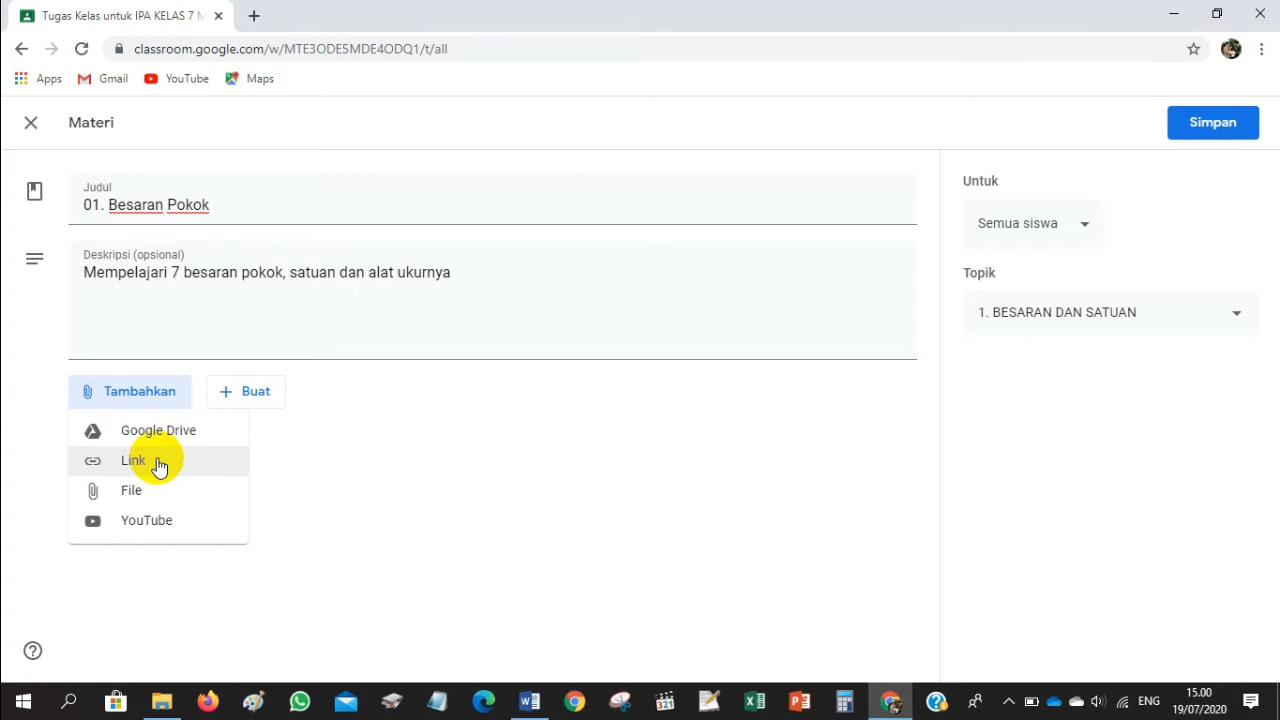 Tugas Kelas untuk IPA KELAS 7 M
classroom.google.com/w/MTE3ODE5MDE4ODQ1/t/all
Apps Gmail YouTube Maps
Materi
Simpan
Judul
01. Besaran Pokok
Deskripsi (opsional)
Mempelajari 7 besaran pokok, satuan dan alat ukurnya
Untuk
Semua siswa
Topik
1. BESARAN DAN SATUAN
Tambahkan
Buat
Google Drive
Link
File
YouTube
321
ENG
15.00
19/07/2020